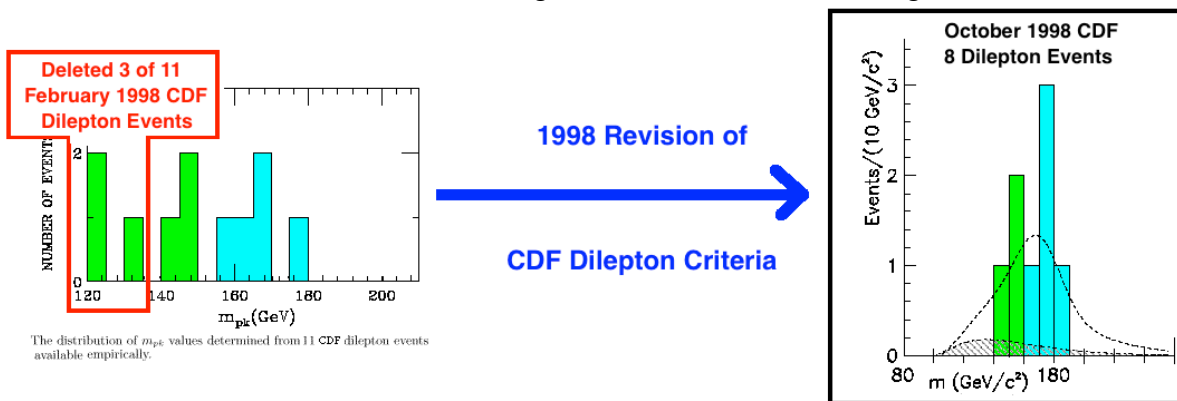 Deleted 3 of 11
February 1998 CDF
Dilepton Events
NUMBER OF EVENTS
2
0
120
140
160
180
200
m_pk(GeV)
The distribution of m_pk values determined from 11 CDF dilepton events
available empirically.
1998 Revision of
CDF Dilepton Criteria
October 1998 CDF
8 Dilepton Events
Events/(10 GeV/c²)
3
2
1
0
80
m (GeV/c²)
180